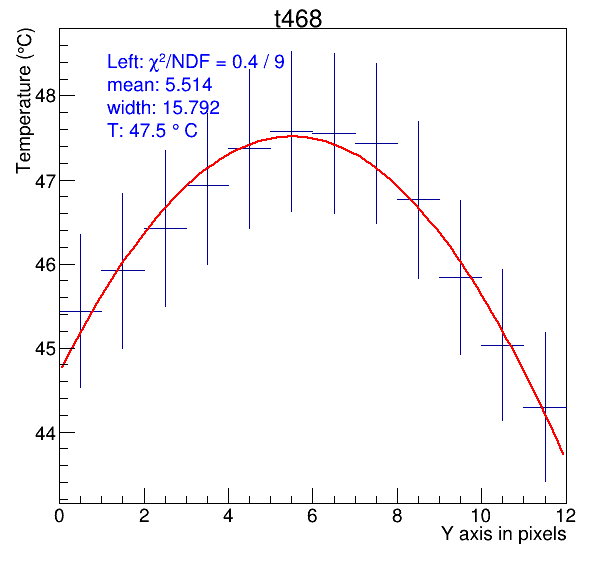 t468
Temperature (°C)
Left: χ²/NDF = 0.4 / 9
mean: 5.514
width: 15.792
T: 47.5 ° C
48
47
46
45
44
0 2 4 6 8 10 12
Y axis in pixels